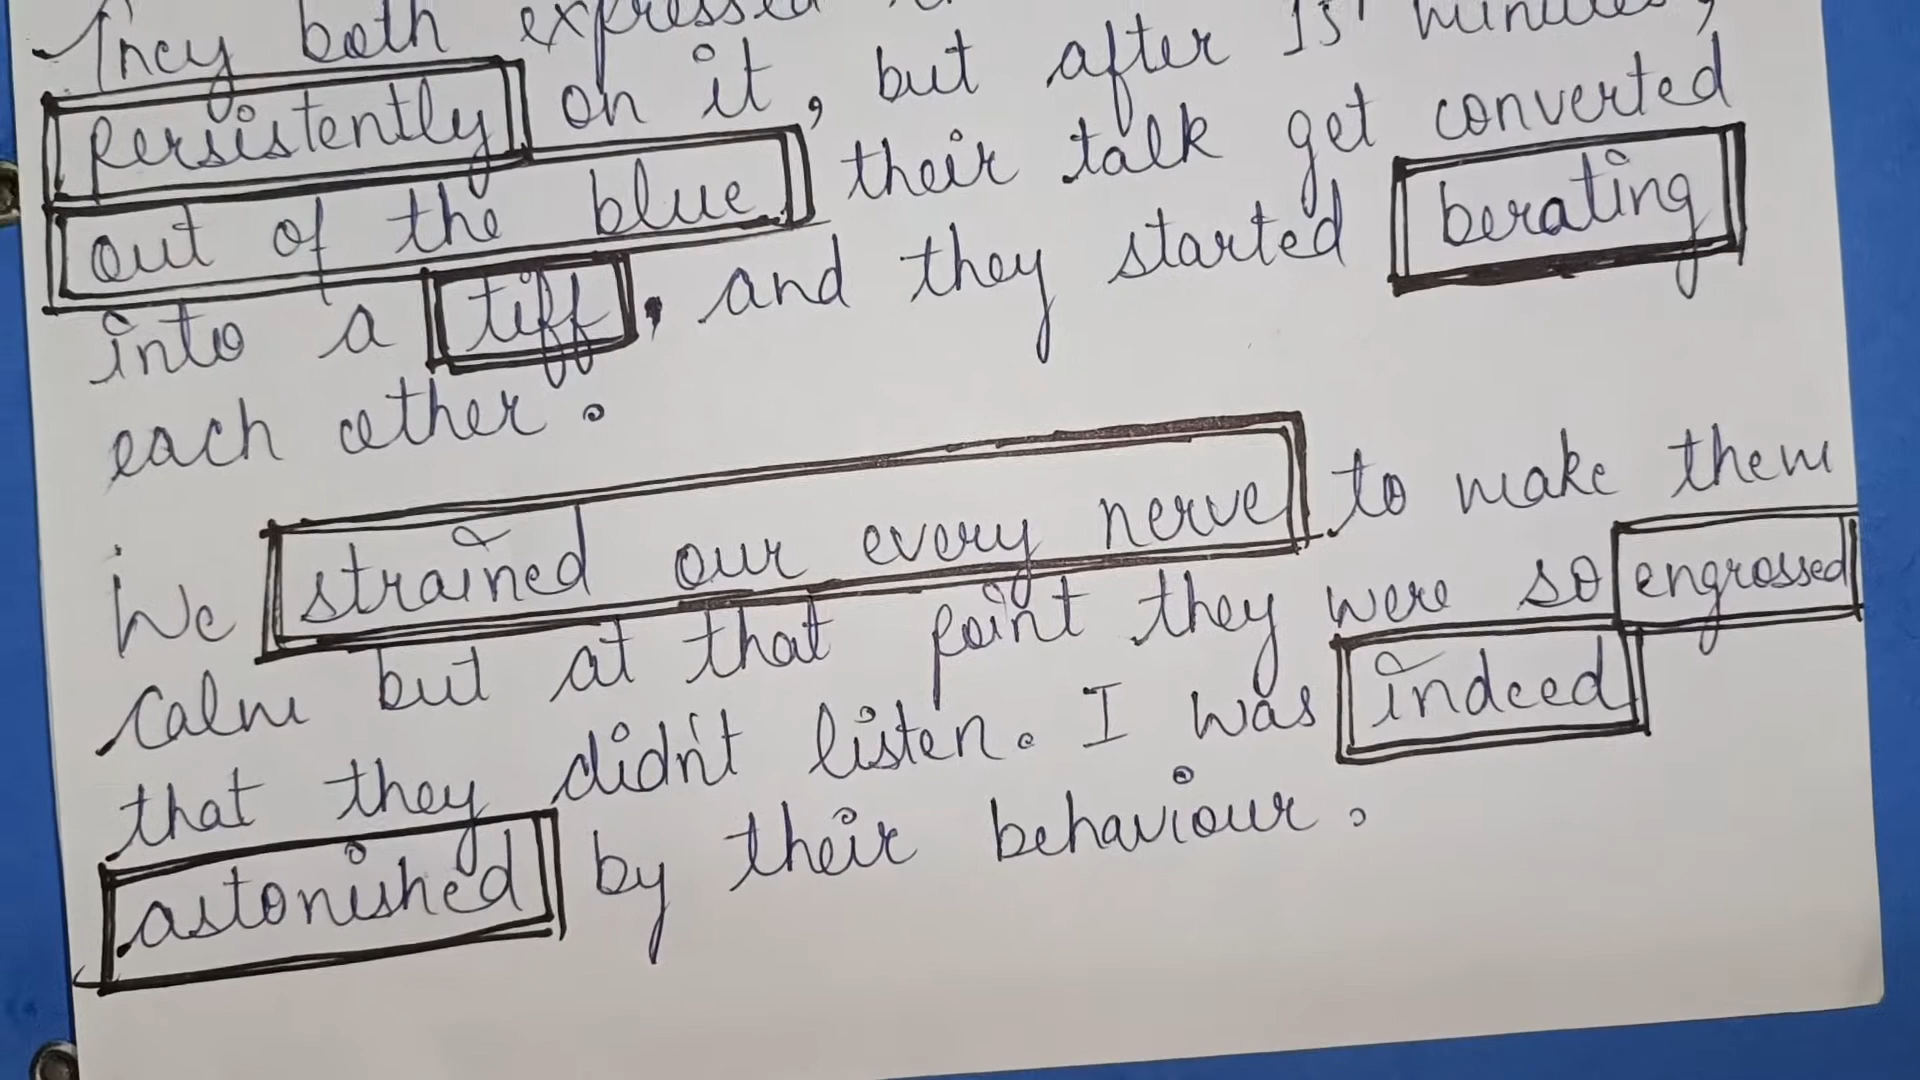 They both expressed
persistently on it, but after 15 minutes,
out of the blue, their talk get converted
into a tiff, and they started berating
each other.
We strained our every nerve to make them
calm but at that point they were so engrossed
that they didn't listen. I was indeed
astonished by their behaviour.